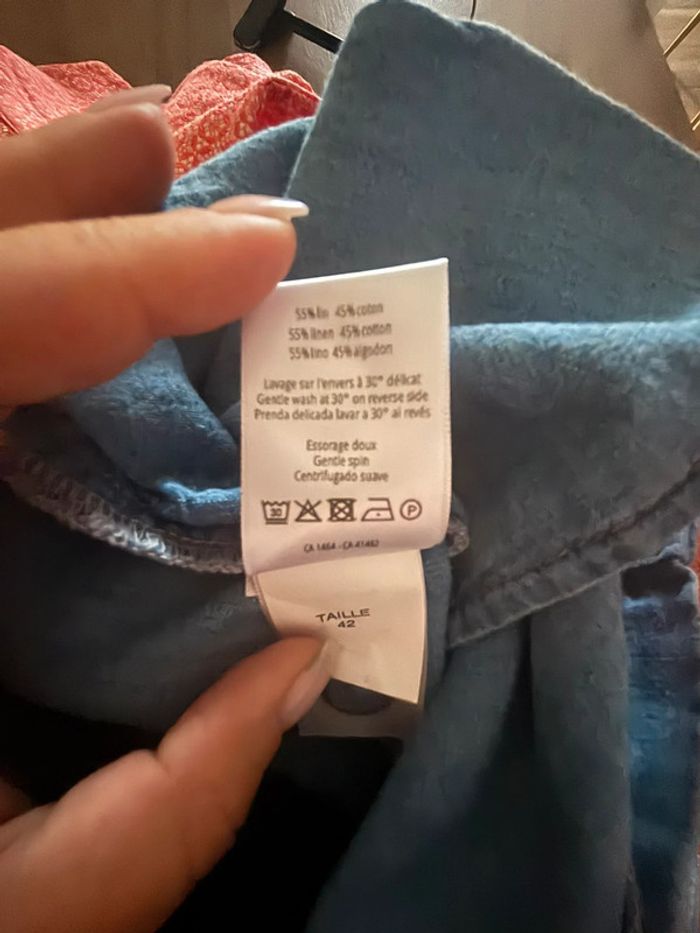 55% lin 45% coton
55% linen 45% cotton
55% lino 45% algodon
Lavage sur l'envers à 30° délicat
Gentle wash at 30° on reverse side
Prenda delicada lavar a 30° al revés
Essorage doux
Gentle spin
Centrifugado suave
30 P
CA 1464 - CA 41482
TAILLE
42